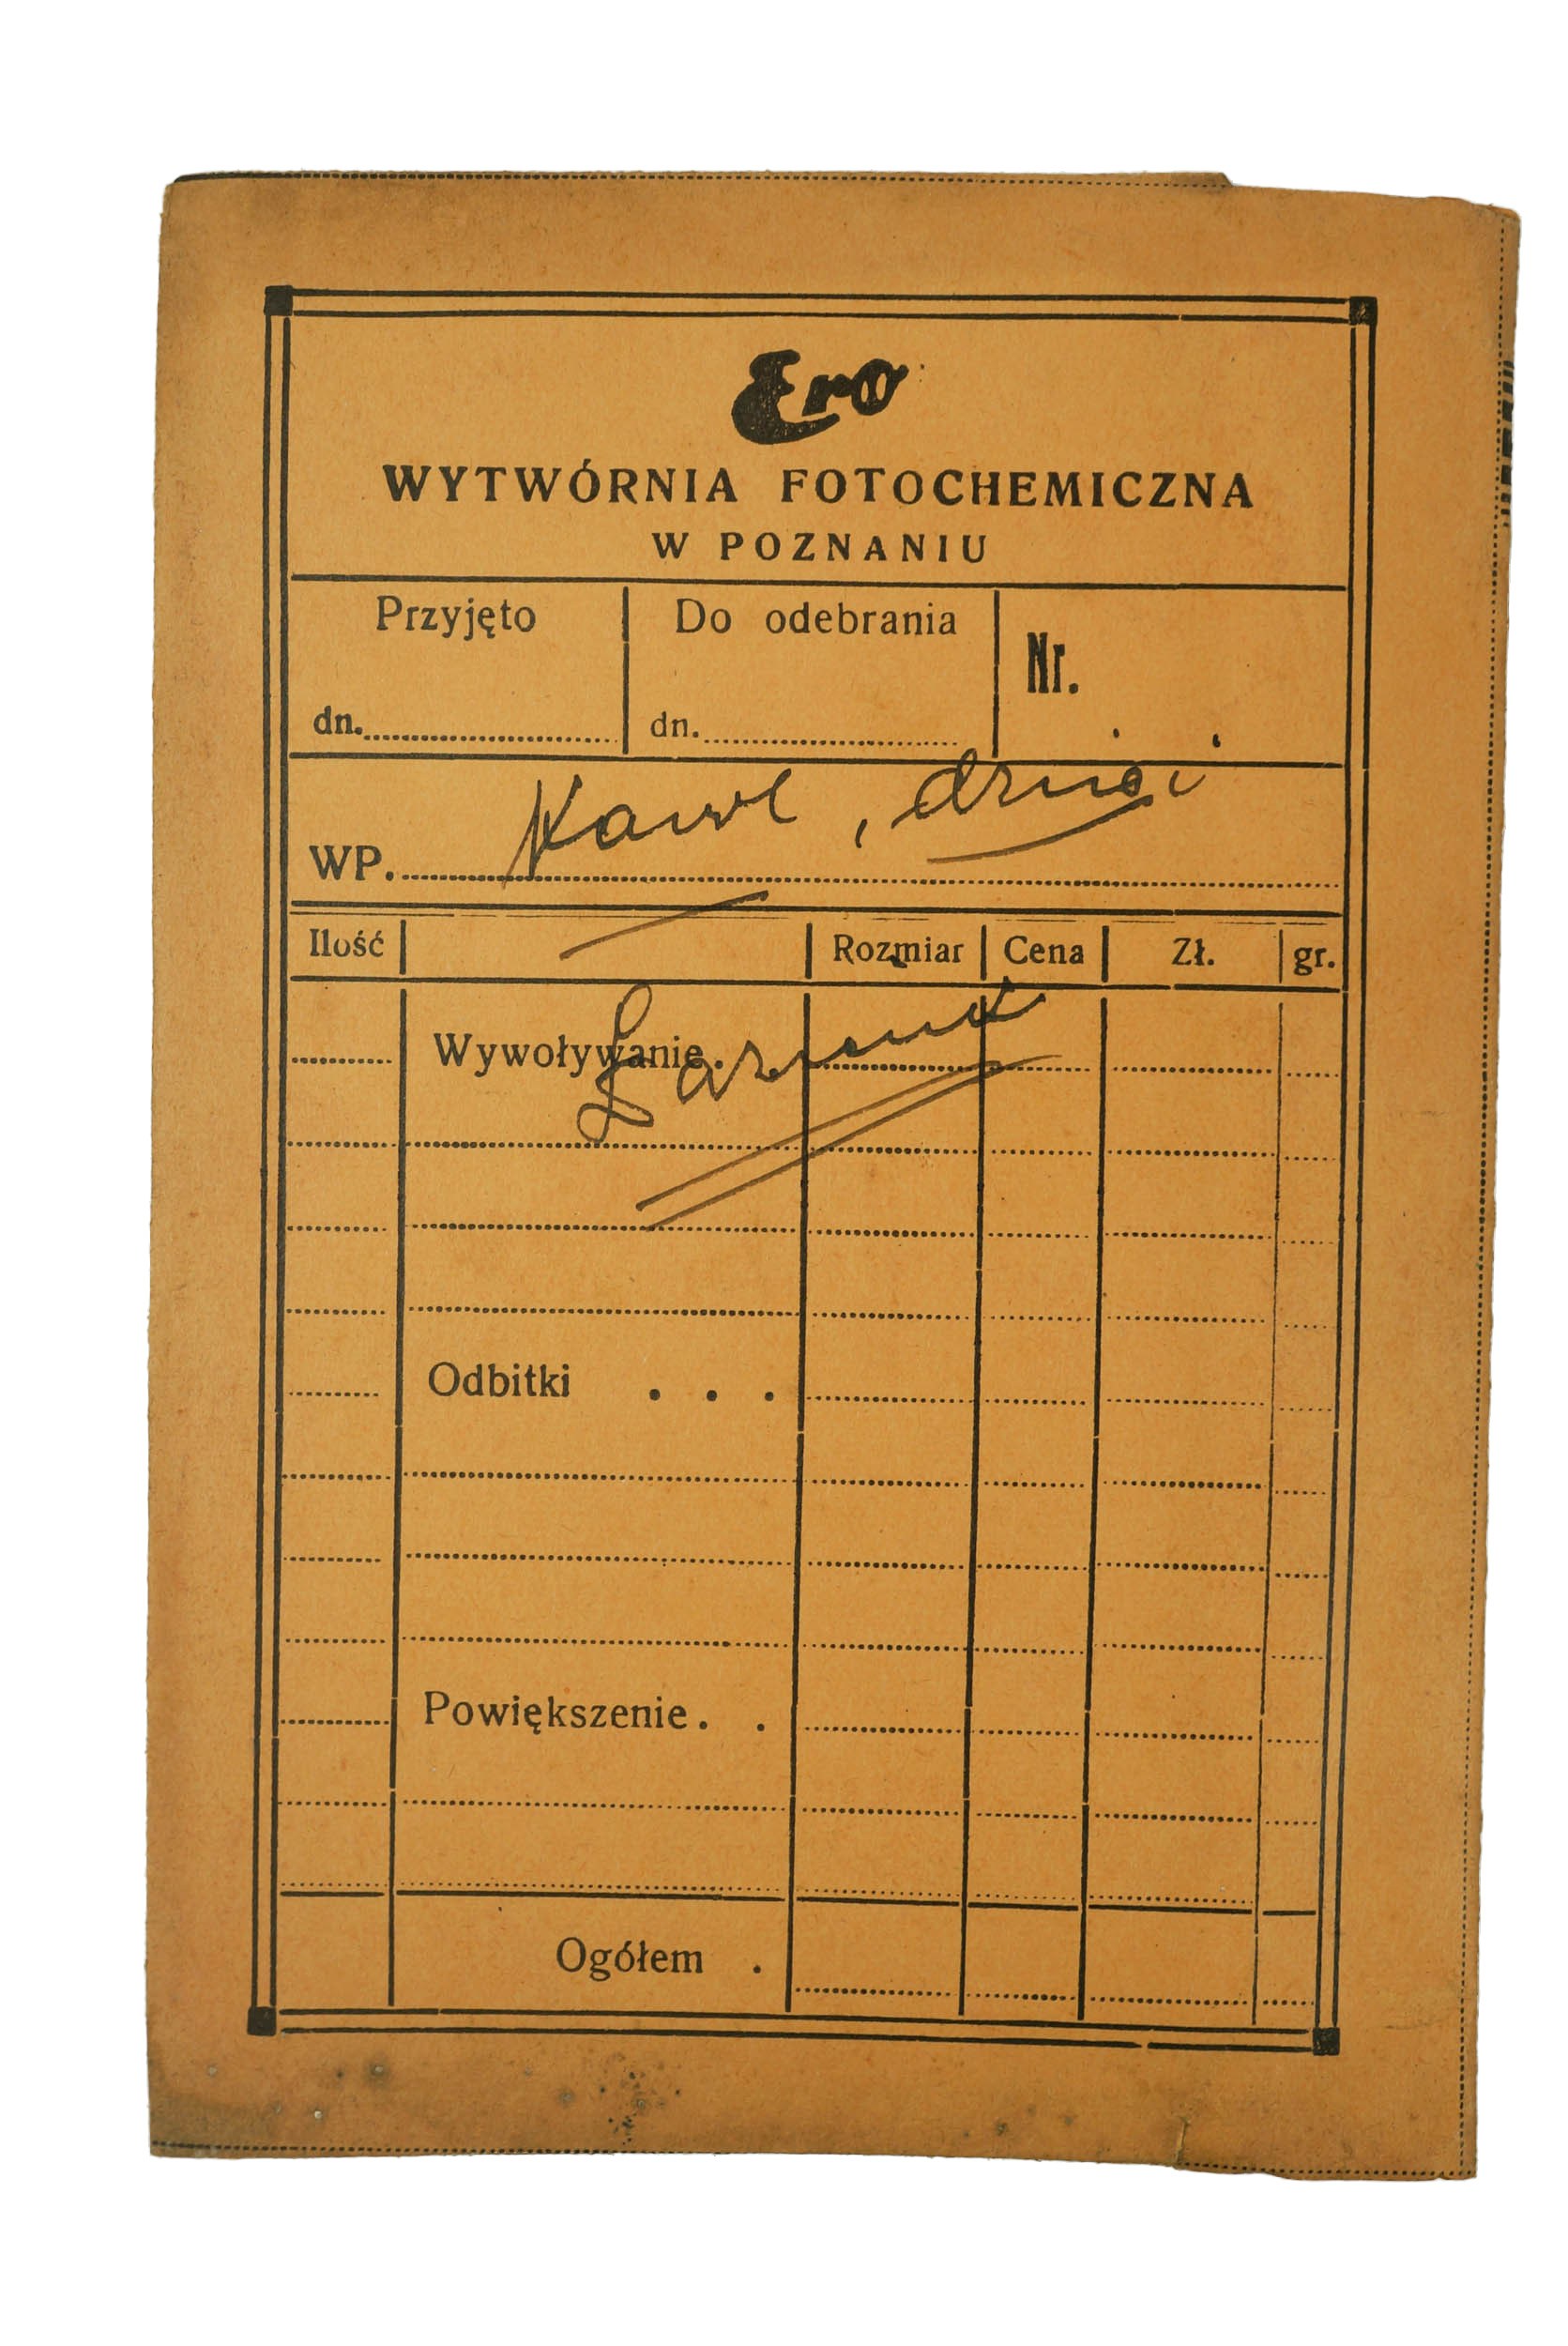 Ero
WYTWÓRNIA FOTOCHEMICZNA
W POZNANIU
Przyjęto
Do odebrania
Nr.
dn.
dn.
WP.
Ilość Rozmiar Cena Zł. gr.
Wywoływanie.
Odbitki . . .
Powiększenie. .
Ogółem .